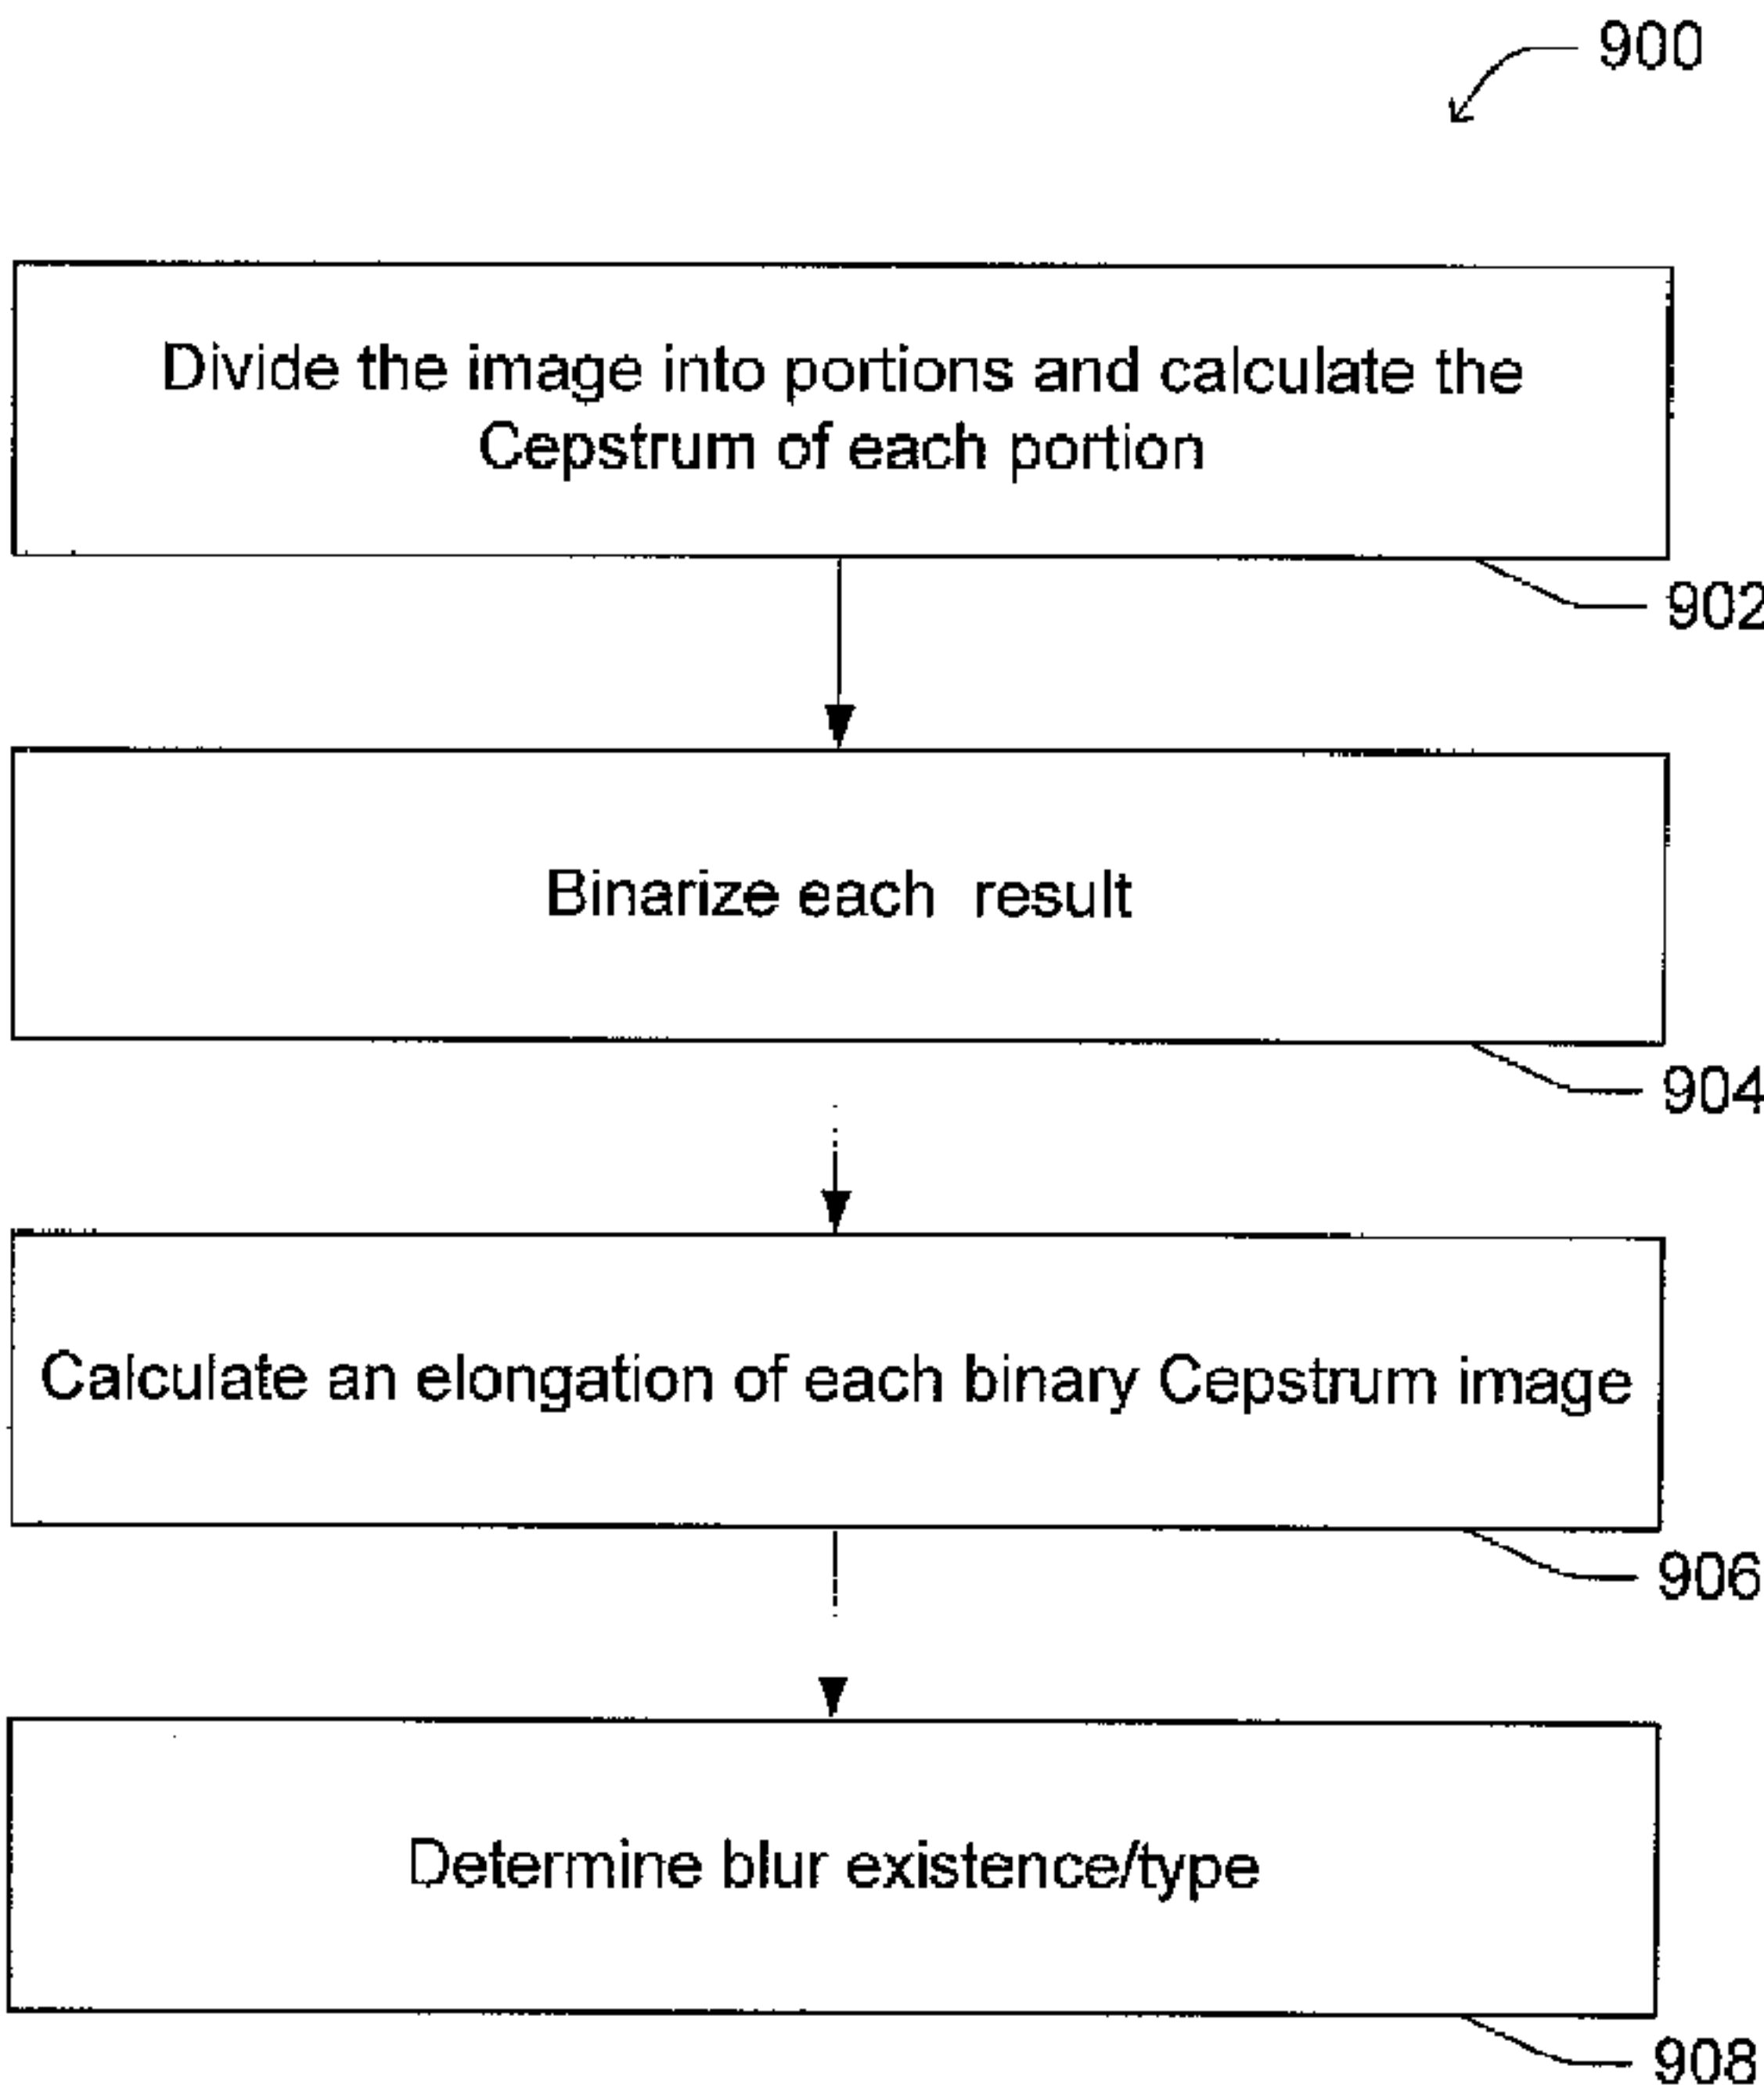 900
Divide the image into portions and calculate the
Cepstrum of each portion
902
Binarize each result
904
Calculate an elongation of each binary Cepstrum image
906
Determine blur existence/type
908